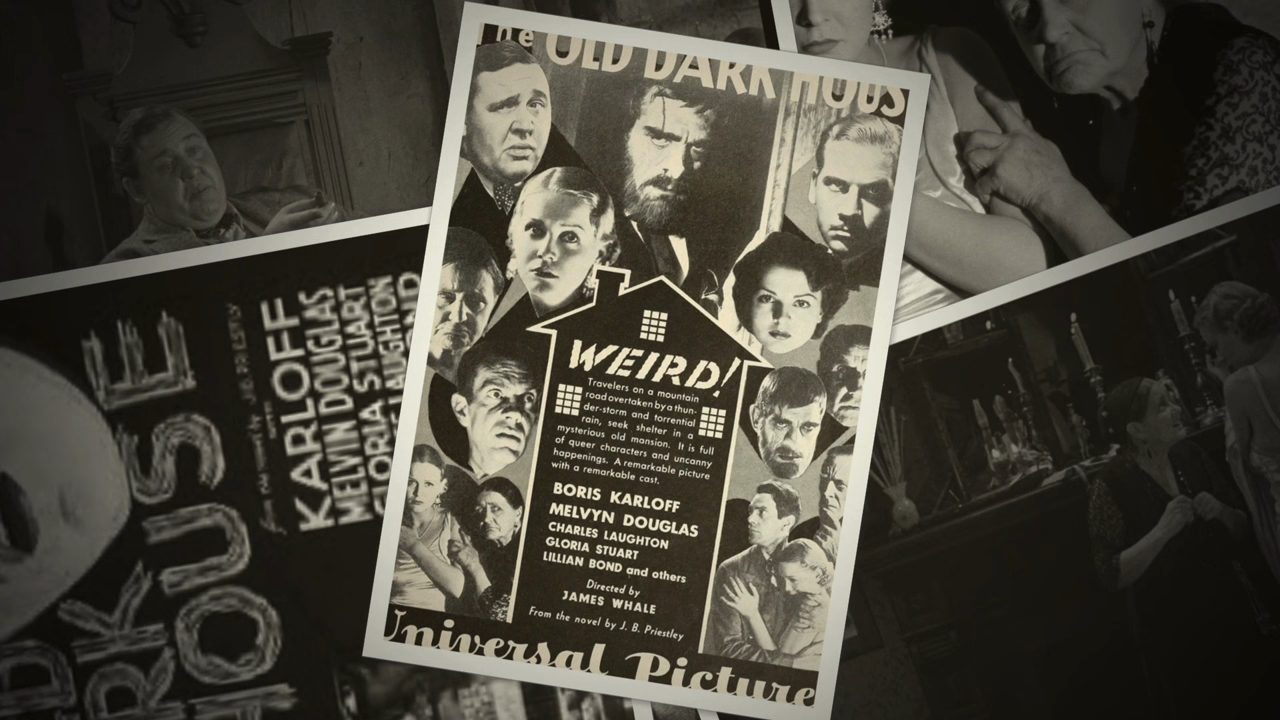 The OLD DARK HOUS
WEIRD!
Travelers on a mountain
road overtaken by a thun-
der-storm and torrential
rain, seek shelter in a
mysterious old mansion. It is full
of queer characters and uncanny
happenings. A remarkable picture
with a remarkable cast.
BORIS KARLOFF
MELVYN DOUGLAS
CHARLES LAUGHTON
GLORIA STUART
LILLIAN BOND and others
Directed by
JAMES WHALE
From the novel by J. B. Priestley
Universal Picture
RK
HOUSE
KARLOFF
MELVIN DOUGLAS
GLORIA STUART
LAUGHTON